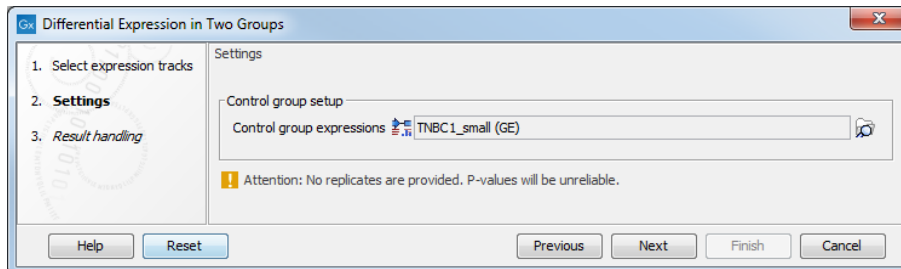 Gx Differential Expression in Two Groups
X
Settings
1. Select expression tracks
2. Settings
3. Result handling
Control group setup
Control group expressions TNBC1_small (GE)
! Attention: No replicates are provided. P-values will be unreliable.
Help Reset Previous Next Finish Cancel